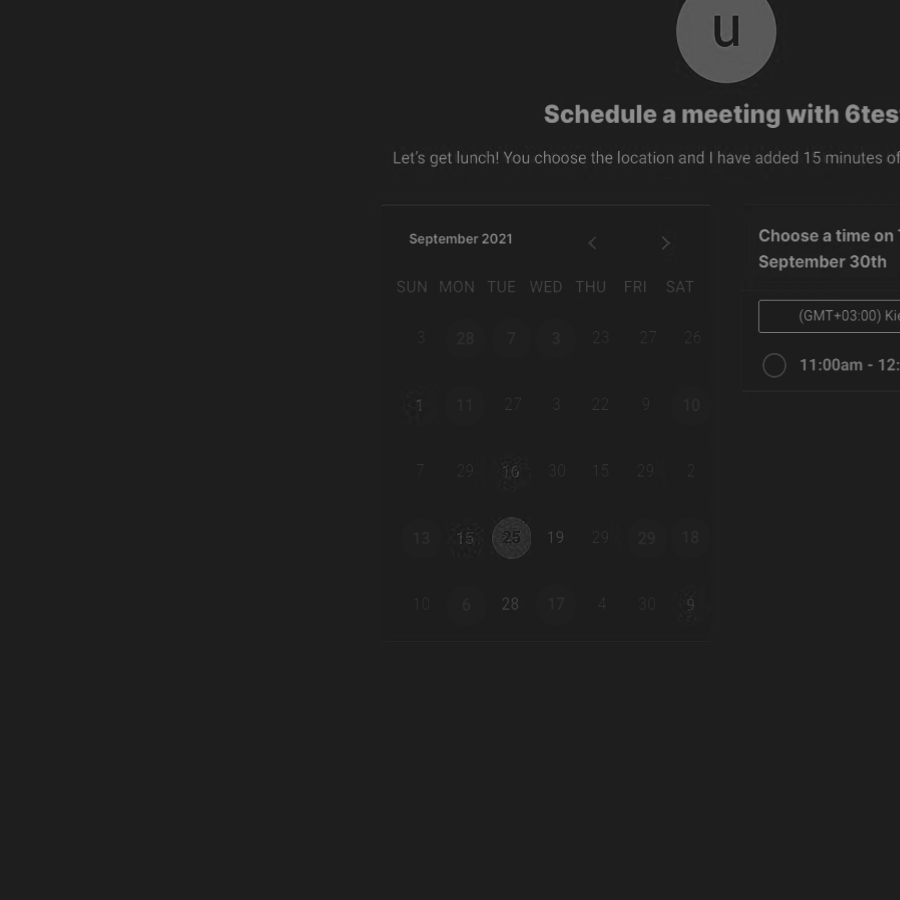 u
Schedule a meeting with 6tes
Let's get lunch! You choose the location and I have added 15 minutes of
September 2021
SUN MON TUE WED THU FRI SAT
3 28 7 3 23 27 26
1 11 27 3 22 9 10
7 29 10 30 15 29 2
13 15 25 19 29 29 18
10 6 28 17 4 30 9
Choose a time on
September 30th
(GMT+03:00) Kie
11:00am - 12: